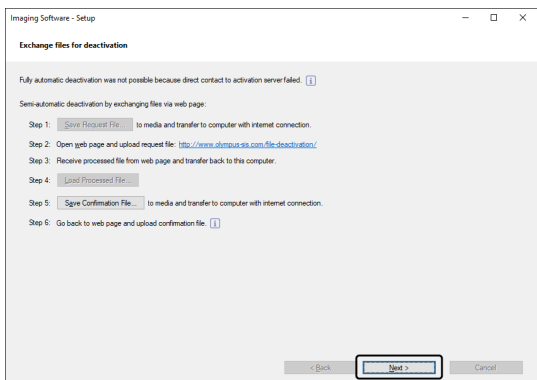 Imaging Software - Setup
Exchange files for deactivation
Fully automatic deactivation was not possible because direct contact to activation server failed. i
Semi-automatic deactivation by exchanging files via web page:
Step 1: Save Request File... to media and transfer to computer with internet connection.
Step 2: Open web page and upload request file: http://www.olympus-sis.com/file-deactivation/
Step 3: Receive processed file from web page and transfer back to this computer.
Step 4: Load Processed File...
Step 5: Save Confirmation File... to media and transfer to computer with internet connection.
Step 6: Go back to web page and upload confirmation file. i
< Back Next > Cancel